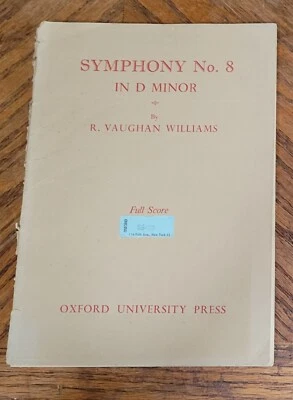 SYMPHONY No. 8
IN D MINOR
By
R. VAUGHAN WILLIAMS
Full Score
OXFORD UNIVERSITY PRESS